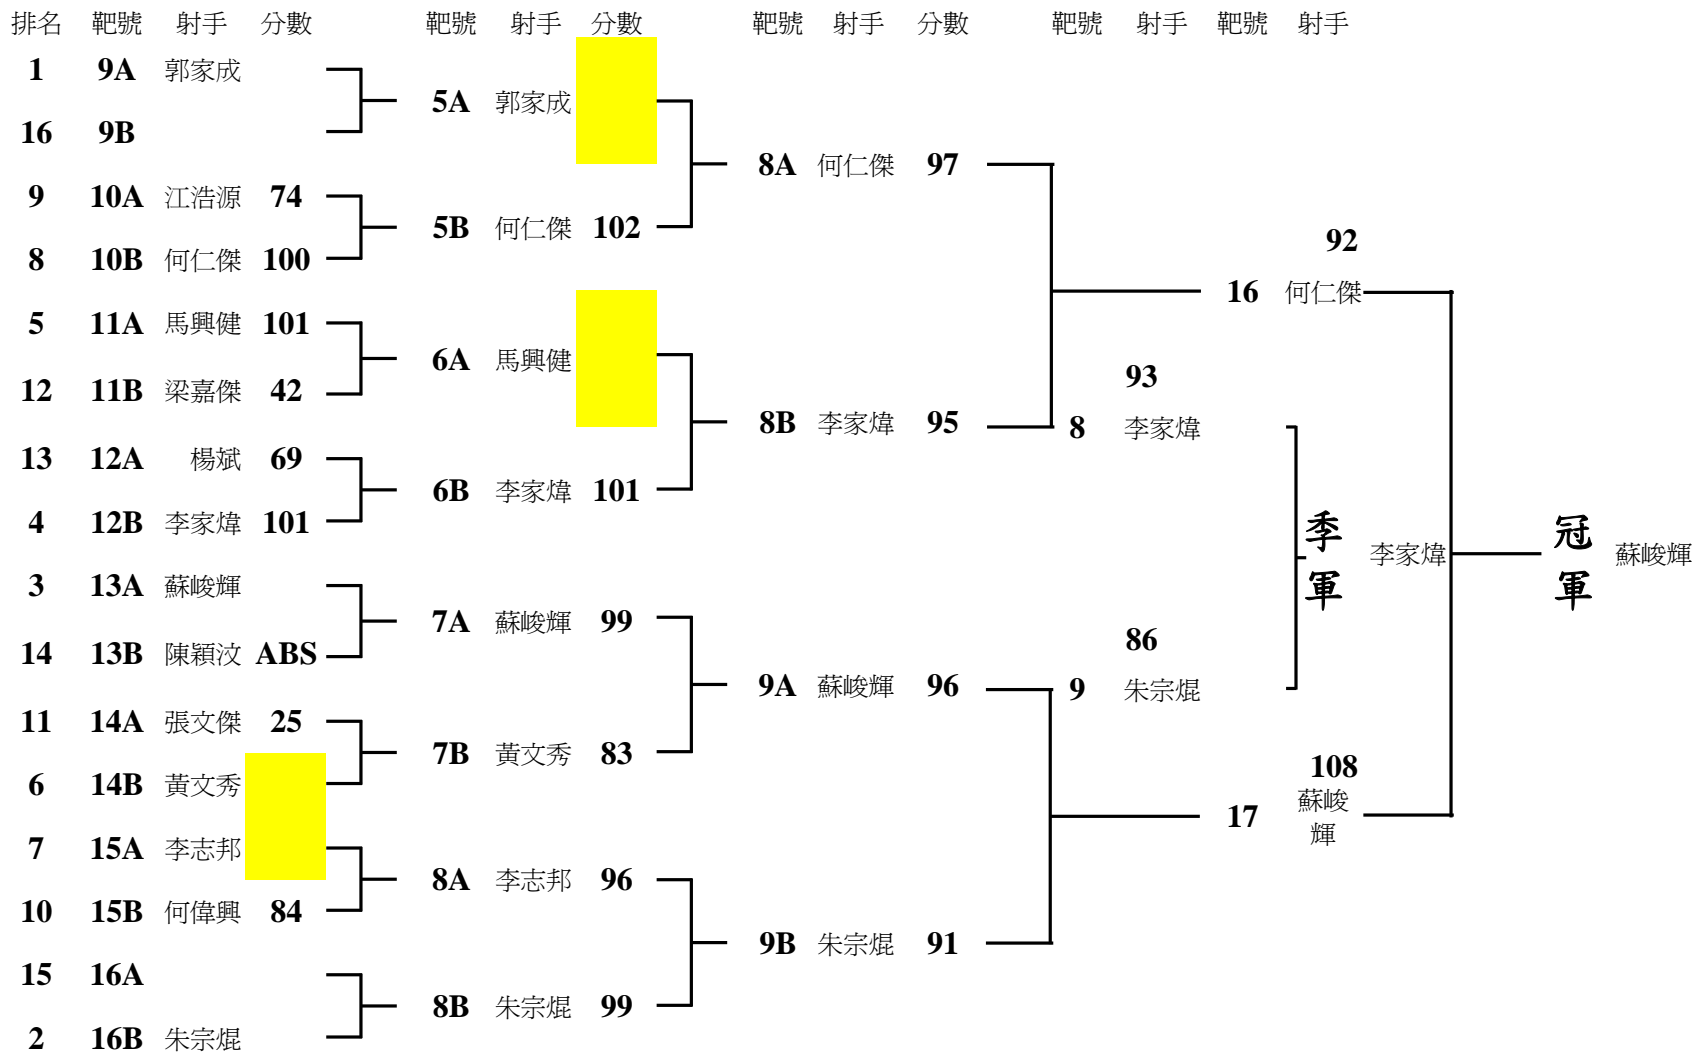 排名 靶號 射手 分數 靶號 射手 分數 靶號 射手 分數 靶號 射手 靶號 射手
1 9A 郭家成
5A 郭家成
16 9B
8A 何仁傑 97
9 10A 江浩源 74
5B 何仁傑 102
92
8 10B 何仁傑 100
16 何仁傑
5 11A 馬興健 101
6A 馬興健
93
12 11B 梁嘉傑 42
8B 李家煒 95
8 李家煒
13 12A 楊斌 69
6B 李家煒 101
4 12B 李家煒 101
季軍 李家煒
冠軍 蘇峻輝
3 13A 蘇峻輝
7A 蘇峻輝 99
86
14 13B 陳穎汶 ABS
9A 蘇峻輝 96
9 朱宗焜
11 14A 張文傑 25
7B 黃文秀 83
108
6 14B 黃文秀
17 蘇峻
輝
7 15A 李志邦
8A 李志邦 96
10 15B 何偉興 84
9B 朱宗焜 91
15 16A
8B 朱宗焜 99
2 16B 朱宗焜